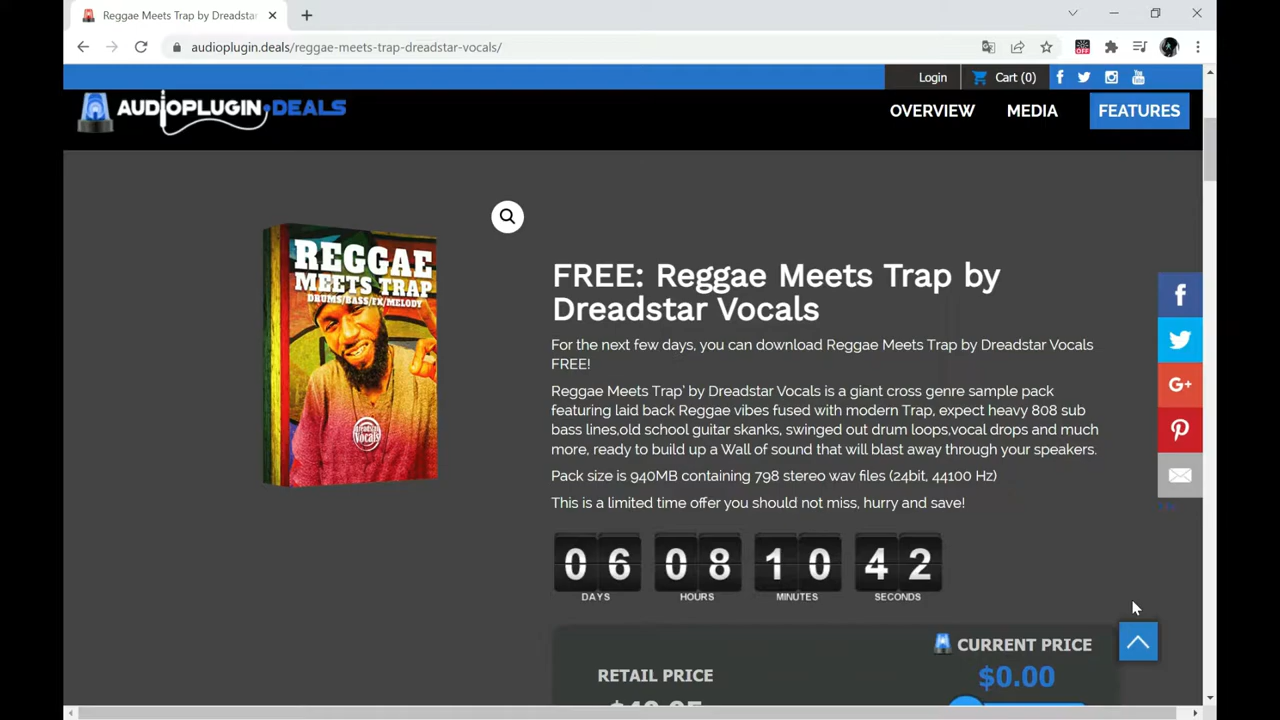 Reggae Meets Trap by Dreadstar
audioplugin.deals/reggae-meets-trap-dreadstar-vocals/
OFF
Login
Cart (0)
AUDIOPLUGIN.DEALS
OVERVIEW
MEDIA
FEATURES
REGGAE
MEETS TRAP
DRUMS/BASS/FX/MELODY
DREADSTAR
Vocals
FREE: Reggae Meets Trap by
Dreadstar Vocals
For the next few days, you can download Reggae Meets Trap by Dreadstar Vocals
FREE!
Reggae Meets Trap` by Dreadstar Vocals is a giant cross genre sample pack
featuring laid back Reggae vibes fused with modern Trap, expect heavy 808 sub
bass lines,old school guitar skanks, swinged out drum loops,vocal drops and much
more, ready to build up a Wall of sound that will blast away through your speakers.
Pack size is 940MB containing 798 stereo wav files (24bit, 44100 Hz)
This is a limited time offer you should not miss, hurry and save!
06 08 10 42
DAYS HOURS MINUTES SECONDS
CURRENT PRICE
$0.00
RETAIL PRICE